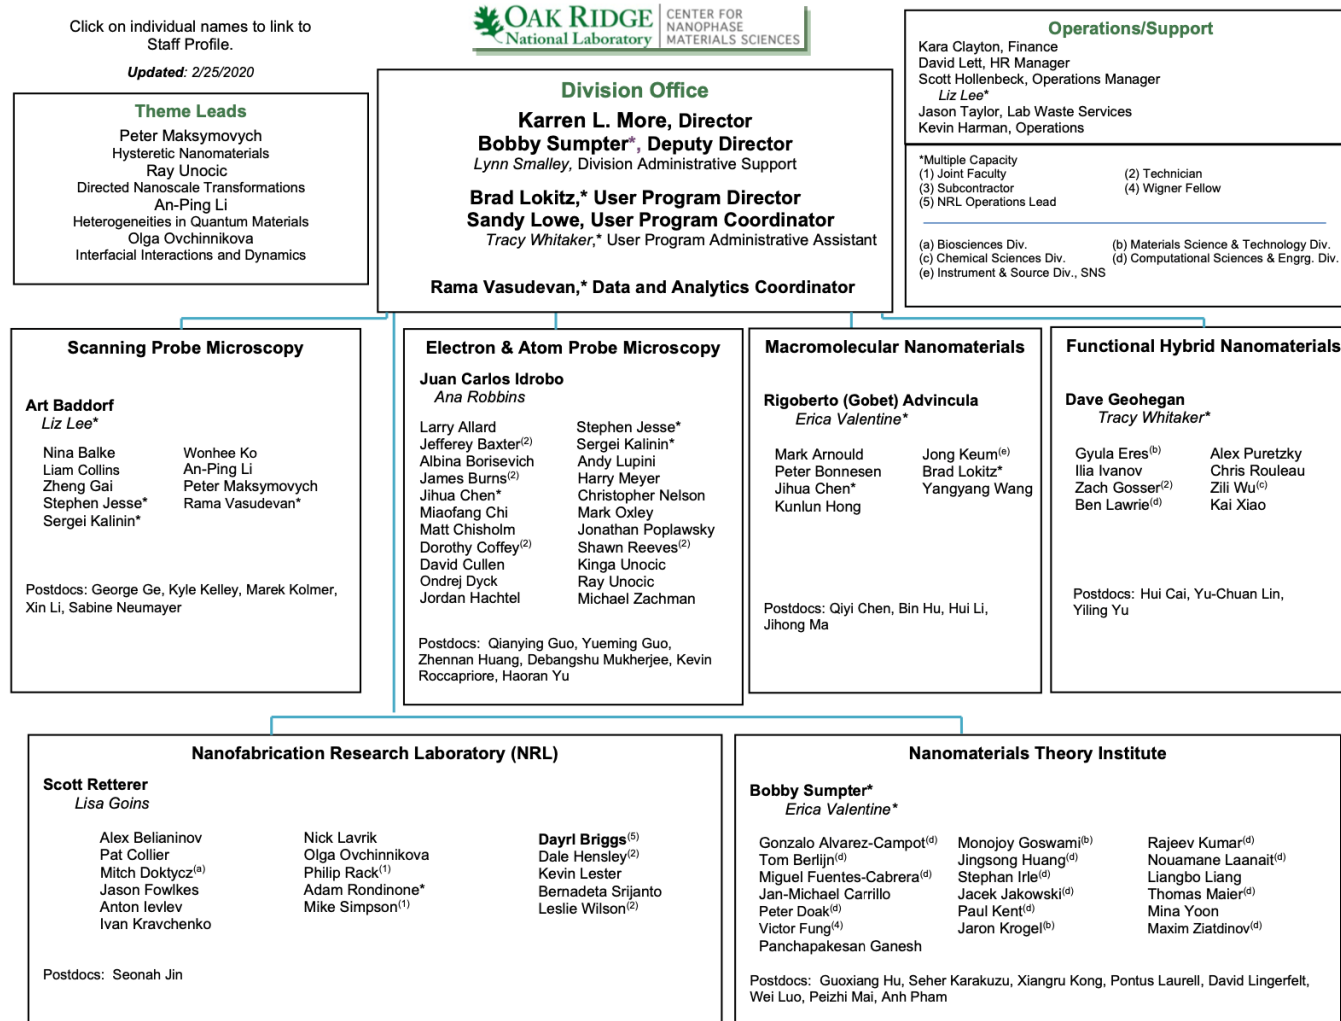 Click on individual names to link to
Staff Profile.
Updated: 2/25/2020
OAK RIDGE
National Laboratory
CENTER FOR
NANOPHASE
MATERIALS SCIENCES
Theme Leads
Peter Maksymovych
Hysteretic Nanomaterials
Ray Unocic
Directed Nanoscale Transformations
An-Ping Li
Heterogeneities in Quantum Materials
Olga Ovchinnikova
Interfacial Interactions and Dynamics
Division Office
Karren L. More, Director
Bobby Sumpter*, Deputy Director
Lynn Smalley, Division Administrative Support
Brad Lokitz,* User Program Director
Sandy Lowe, User Program Coordinator
Tracy Whitaker,* User Program Administrative Assistant
Rama Vasudevan,* Data and Analytics Coordinator
Operations/Support
Kara Clayton, Finance
David Lett, HR Manager
Scott Hollenbeck, Operations Manager
Liz Lee*
Jason Taylor, Lab Waste Services
Kevin Harman, Operations
*Multiple Capacity
(1) Joint Faculty (2) Technician
(3) Subcontractor (4) Wigner Fellow
(5) NRL Operations Lead
(a) Biosciences Div. (b) Materials Science & Technology Div.
(c) Chemical Sciences Div. (d) Computational Sciences & Engrg. Div.
(e) Instrument & Source Div., SNS
Scanning Probe Microscopy
Art Baddorf
Liz Lee*
Nina Balke
Liam Collins
Zheng Gai
Stephen Jesse*
Sergei Kalinin*
Wonhee Ko
An-Ping Li
Peter Maksymovych
Rama Vasudevan*
Postdocs: George Ge, Kyle Kelley, Marek Kolmer,
Xin Li, Sabine Neumayer
Electron & Atom Probe Microscopy
Juan Carlos Idrobo
Ana Robbins
Larry Allard
Jefferey Baxter(2)
Albina Borisevich
James Burns(2)
Jihua Chen*
Miaofang Chi
Matt Chisholm
Dorothy Coffey(2)
David Cullen
Ondrej Dyck
Jordan Hachtel
Stephen Jesse*
Sergei Kalinin*
Andy Lupini
Harry Meyer
Christopher Nelson
Mark Oxley
Jonathan Poplawsky
Shawn Reeves(2)
Kinga Unocic
Ray Unocic
Michael Zachman
Postdocs: Qianying Guo, Yueming Guo,
Zhennan Huang, Debangshu Mukherjee, Kevin
Roccapriore, Haoran Yu
Macromolecular Nanomaterials
Rigoberto (Gobet) Advincula
Erica Valentine*
Mark Arnould
Peter Bonnesen
Jihua Chen*
Kunlun Hong
Jong Keum(e)
Brad Lokitz*
Yangyang Wang
Postdocs: Qiyi Chen, Bin Hu, Hui Li,
Jihong Ma
Functional Hybrid Nanomaterials
Dave Geohegan
Tracy Whitaker*
Gyula Eres(b)
Ilia Ivanov
Zach Gosser(2)
Ben Lawrie(d)
Alex Puretzky
Chris Rouleau
Zili Wu(c)
Kai Xiao
Postdocs: Hui Cai, Yu-Chuan Lin,
Yiling Yu
Nanofabrication Research Laboratory (NRL)
Scott Retterer
Lisa Goins
Alex Belianinov
Pat Collier
Mitch Doktycz(a)
Jason Fowlkes
Anton Ievlev
Ivan Kravchenko
Nick Lavrik
Olga Ovchinnikova
Philip Rack(1)
Adam Rondinone*
Mike Simpson(1)
Dayrl Briggs(5)
Dale Hensley(2)
Kevin Lester
Bernadeta Srijanto
Leslie Wilson(2)
Postdocs: Seonah Jin
Nanomaterials Theory Institute
Bobby Sumpter*
Erica Valentine*
Gonzalo Alvarez-Campot(d)
Tom Berlijn(d)
Miguel Fuentes-Cabrera(d)
Jan-Michael Carrillo
Peter Doak(d)
Victor Fung(4)
Panchapakesan Ganesh
Monojoy Goswami(b)
Jingsong Huang(d)
Stephan Irle(d)
Jacek Jakowski(d)
Paul Kent(d)
Jaron Krogel(b)
Rajeev Kumar(d)
Nouamane Laanait(d)
Liangbo Liang
Thomas Maier(d)
Mina Yoon
Maxim Ziatdinov(d)
Postdocs: Guoxiang Hu, Seher Karakuzu, Xiangru Kong, Pontus Laurell, David Lingerfelt,
Wei Luo, Peizhi Mai, Anh Pham